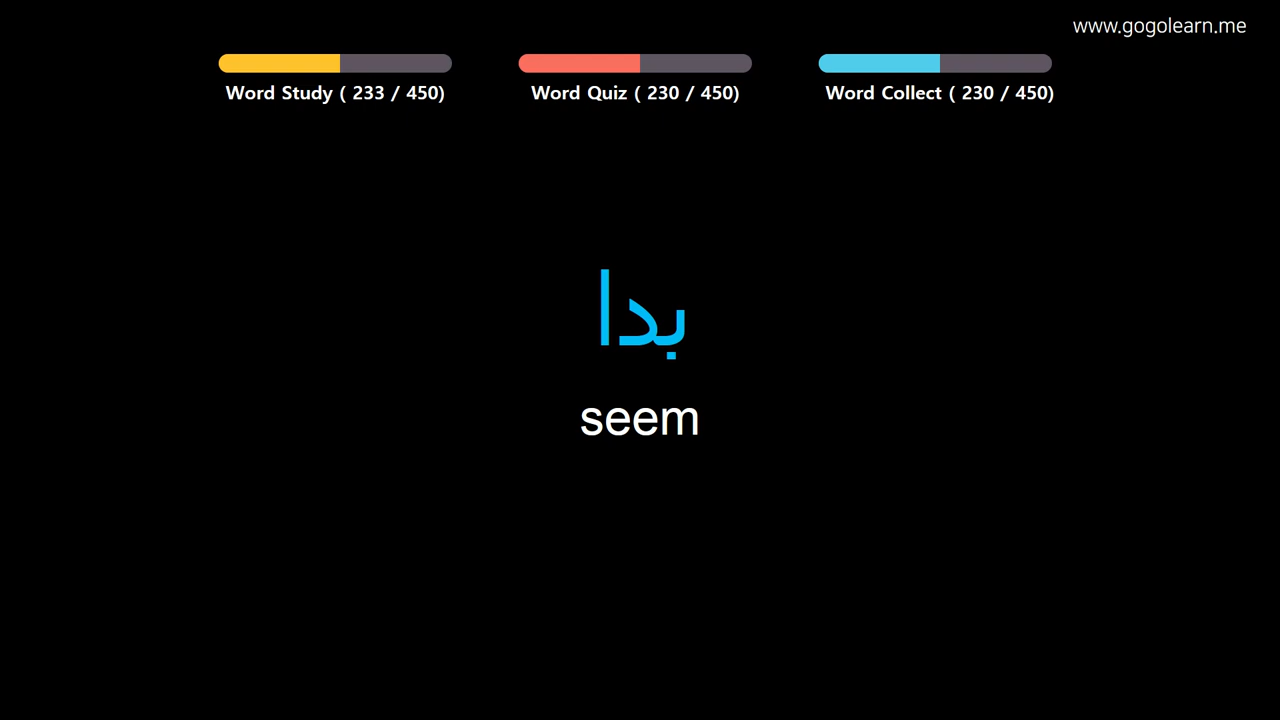 www.gogolearn.me
Word Study ( 233 / 450)
Word Quiz ( 230 / 450)
Word Collect ( 230 / 450)
بدا
seem